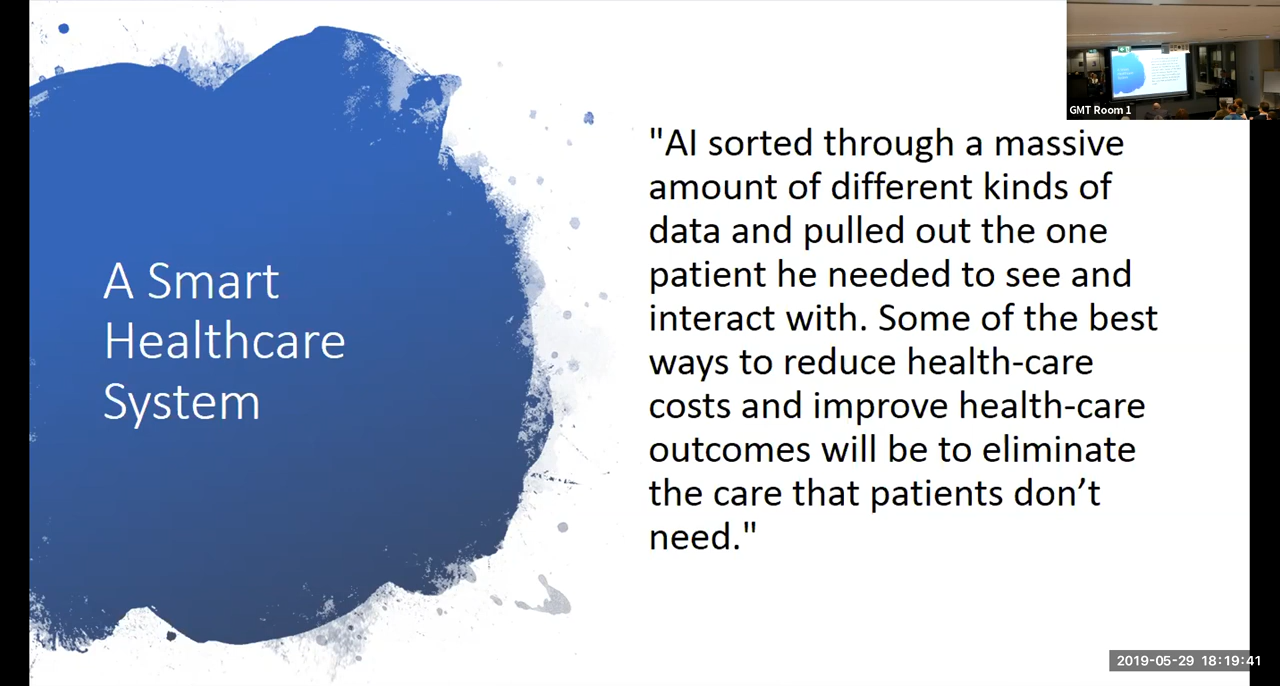 A Smart
Healthcare
System
"AI sorted through a massive
amount of different kinds of
data and pulled out the one
patient he needed to see and
interact with. Some of the best
ways to reduce health-care
costs and improve health-care
outcomes will be to eliminate
the care that patients don’t
need."
GMT Room 1
2019-05-29 18:19:41